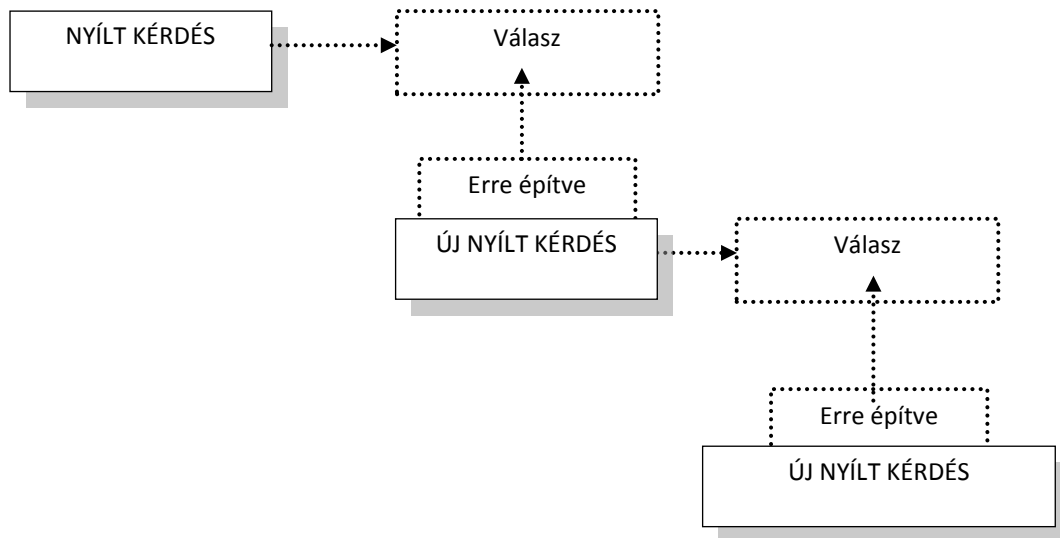 NYÍLT KÉRDÉS
Válasz
Erre építve
ÚJ NYÍLT KÉRDÉS
Válasz
Erre építve
ÚJ NYÍLT KÉRDÉS